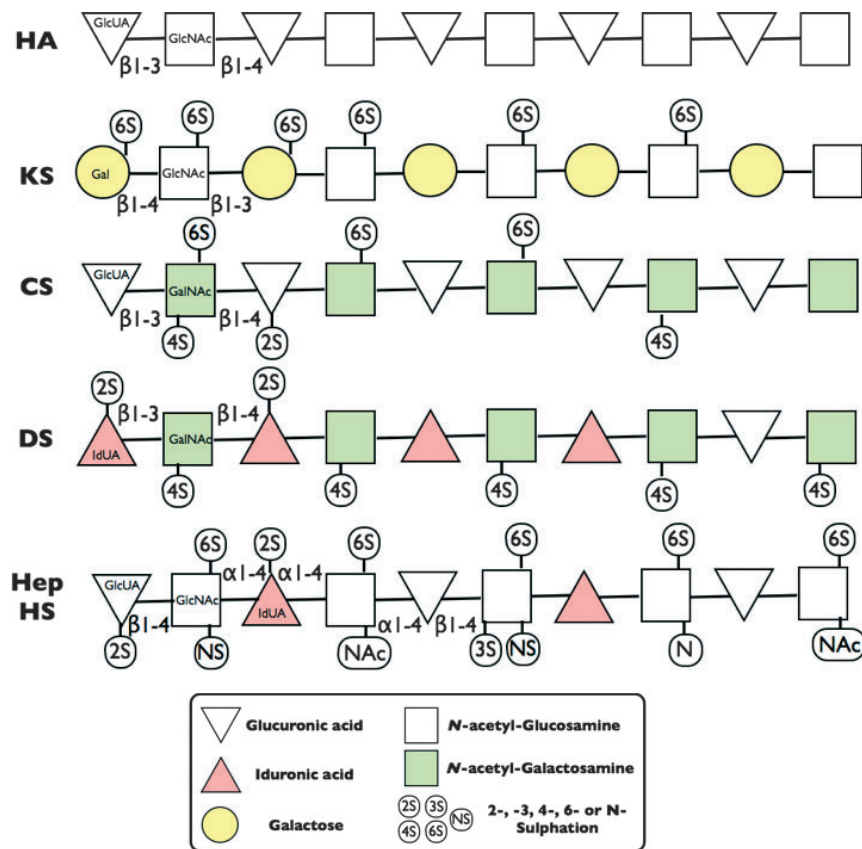 HA GlcUA GlcNAc
β1-3 β1-4
6S 6S 6S 6S 6S 6S
KS Gal GlcNAc
β1-4 β1-3
6S 6S 6S
CS GlcUA GalNAc
β1-3 β1-4
4S 2S 4S
2S 2S
β1-3 β1-4
DS IdUA GalNAc
4S 4S 4S 4S 4S
6S 2S 6S 6S 6S 6S
α1-4 α1-4
Hep GlcUA GlcNAc
HS IdUA
β1-4 α1-4 β1-4
2S NS NAc 3S NS N NAc
Glucuronic acid N-acetyl-Glucosamine
Iduronic acid N-acetyl-Galactosamine
2S 3S NS 2-, -3, 4-, 6- or N-
Galactose 4S 6S Sulphation